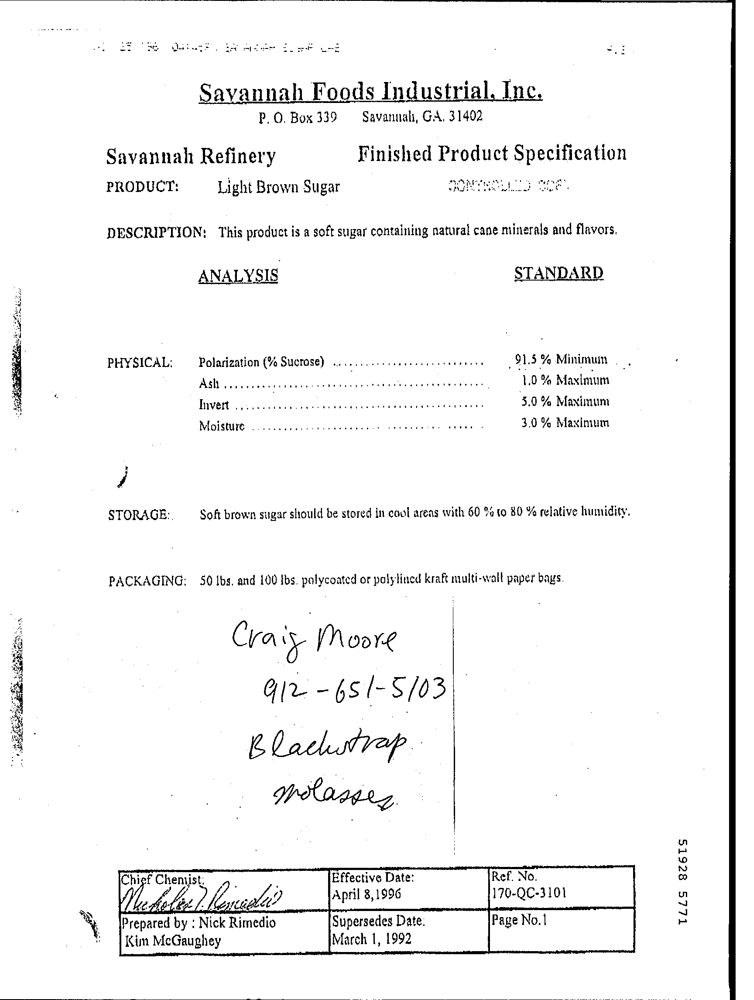 Savannah Foods Industrial, Inc.
P. O. Box 339 Savannah, GA. 31402
Savannah Refinery Finished Product Specification
PRODUCT: Light Brown Sugar CONTROLLED COPY
DESCRIPTION: This product is a soft sugar containing natural cane minerals and flavors.
ANALYSIS STANDARD
PHYSICAL: Polarization (% Sucrose) ........................... 91.5 % Minimum
Ash ............................................... 1.0 % Maximum
Invert ............................................. 5.0 % Maximum
Moisture .......................................... 3.0 % Maximum
STORAGE: Soft brown sugar should be stored in cool areas with 60 % to 80 % relative humidity.
PACKAGING: 50 lbs. and 100 lbs. polycoated or polylined kraft multi-wall paper bags.
Craig Moore
912-651-5103
Blackstrap
molasses
Chief Chemist: Effective Date: Ref. No.
Nicholas J. Rimedio April 8,1996 170-QC-3101
Prepared by : Nick Rimedio Supersedes Date: Page No.1
Kim McGaughey March 1, 1992
51928 5771